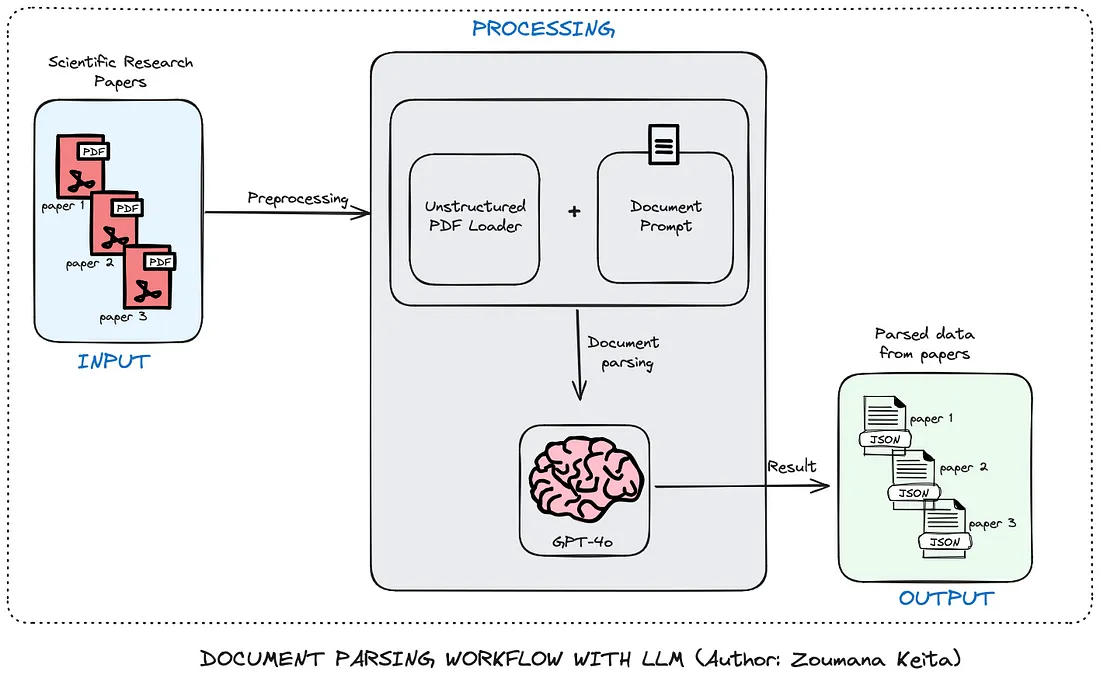 PROCESSING
Scientific Research
Papers
PDF
paper 1
PDF
paper 2
PDF
paper 3
INPUT
Preprocessing
Unstructured
PDF Loader
+
Document
Prompt
Document
parsing
GPT-4o
Result
Parsed data
from papers
paper 1
JSON
paper 2
JSON
paper 3
JSON
OUTPUT
DOCUMENT PARSING WORKFLOW WITH LLM (Author: Zoumana Keita)